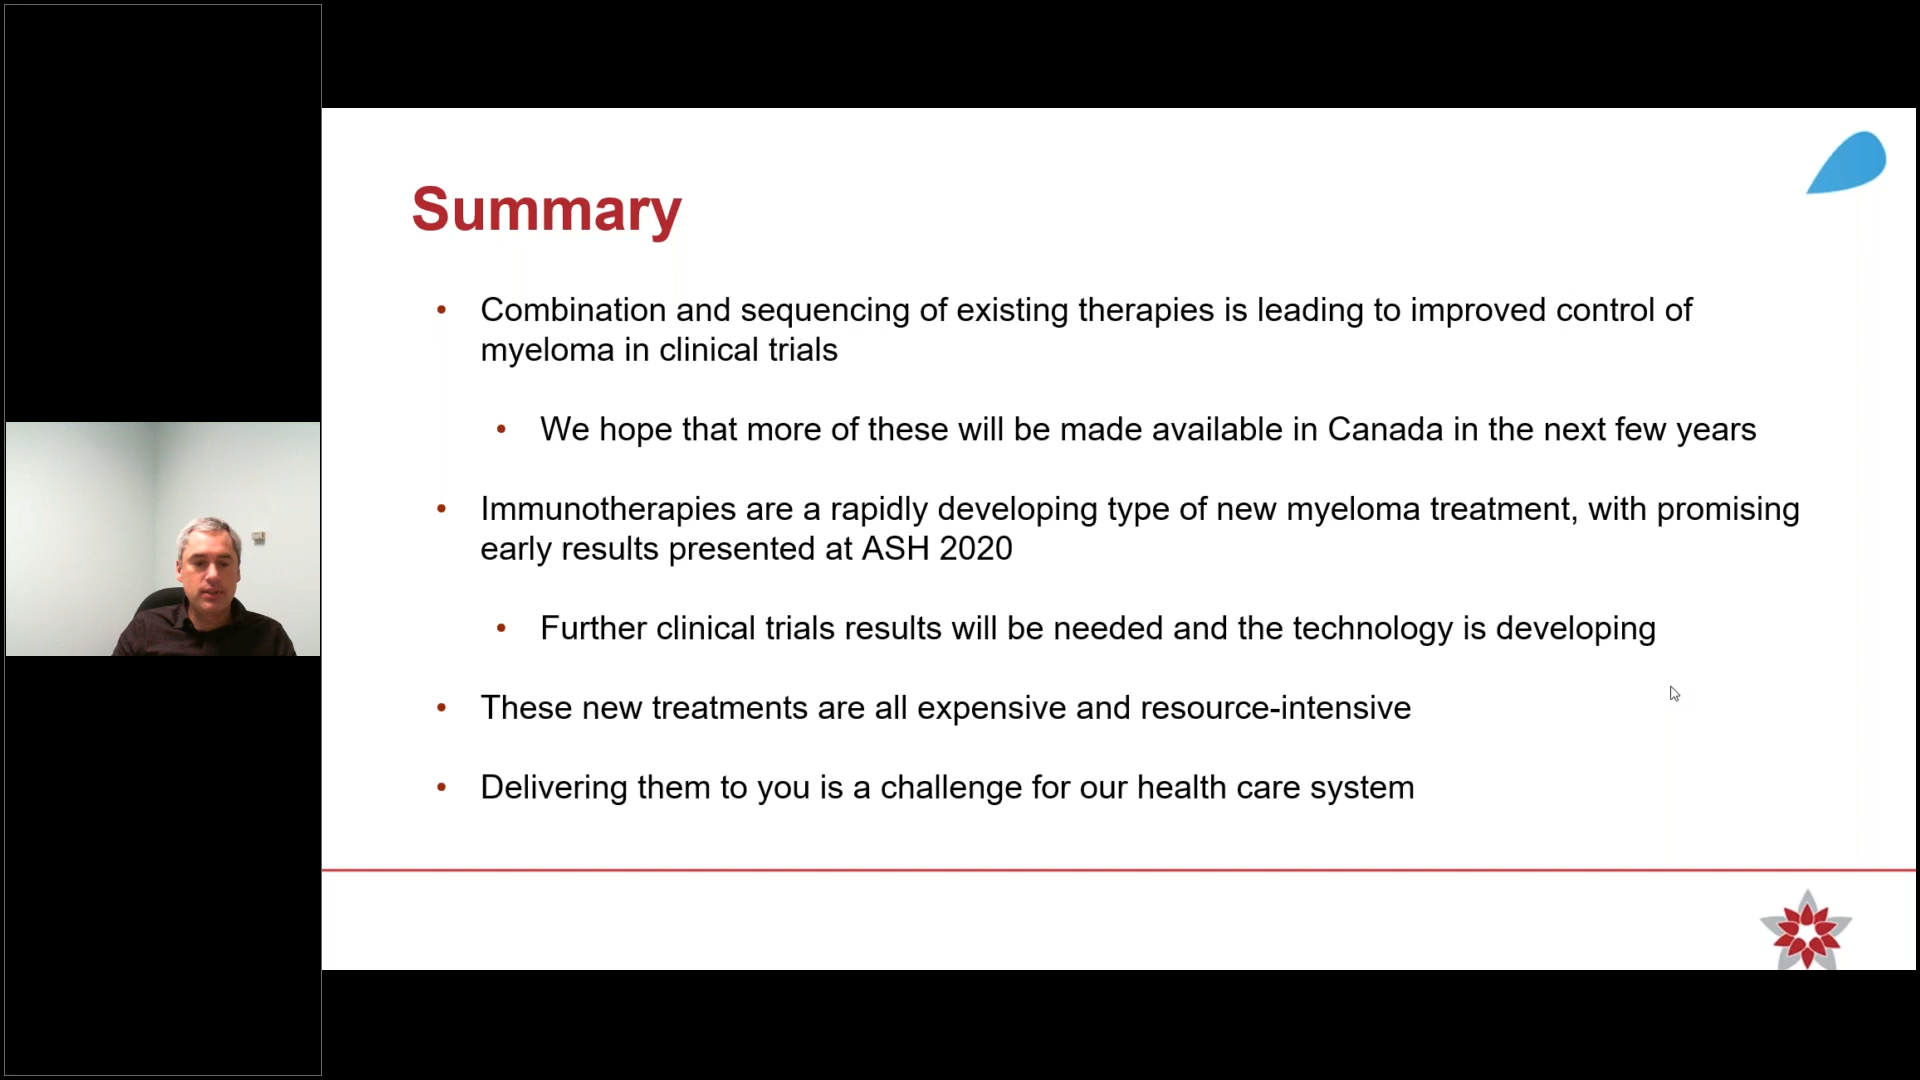 Summary
• Combination and sequencing of existing therapies is leading to improved control of
myeloma in clinical trials
• We hope that more of these will be made available in Canada in the next few years
• Immunotherapies are a rapidly developing type of new myeloma treatment, with promising
early results presented at ASH 2020
• Further clinical trials results will be needed and the technology is developing
• These new treatments are all expensive and resource-intensive
• Delivering them to you is a challenge for our health care system